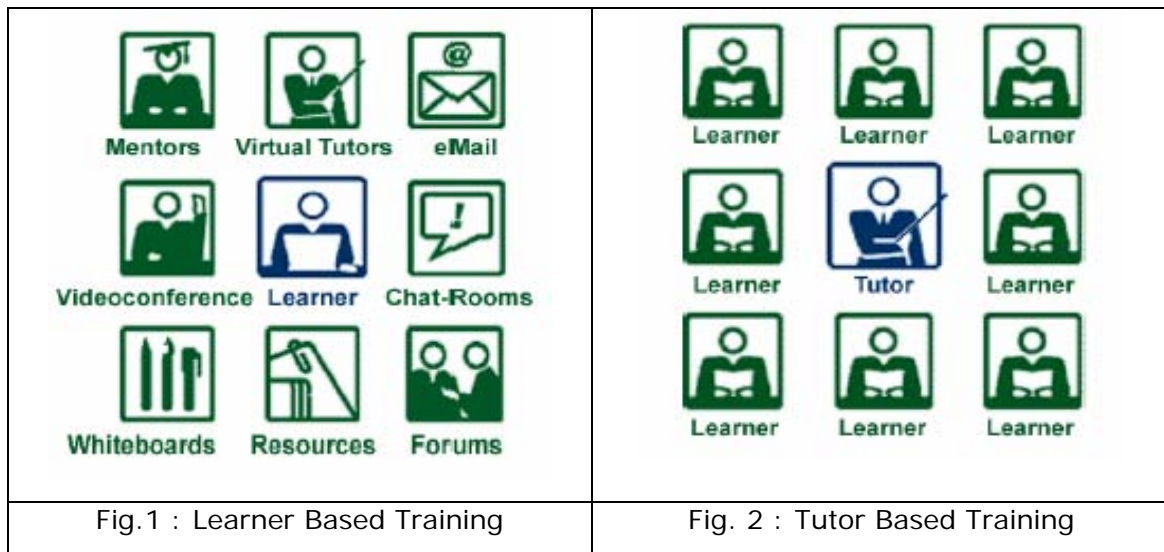 @
Mentors Virtual Tutors eMail
!
Videoconference Learner Chat-Rooms
Whiteboards Resources Forums
Fig.1 : Learner Based Training
Learner Learner Learner
Learner Tutor Learner
Learner Learner Learner
Fig. 2 : Tutor Based Training